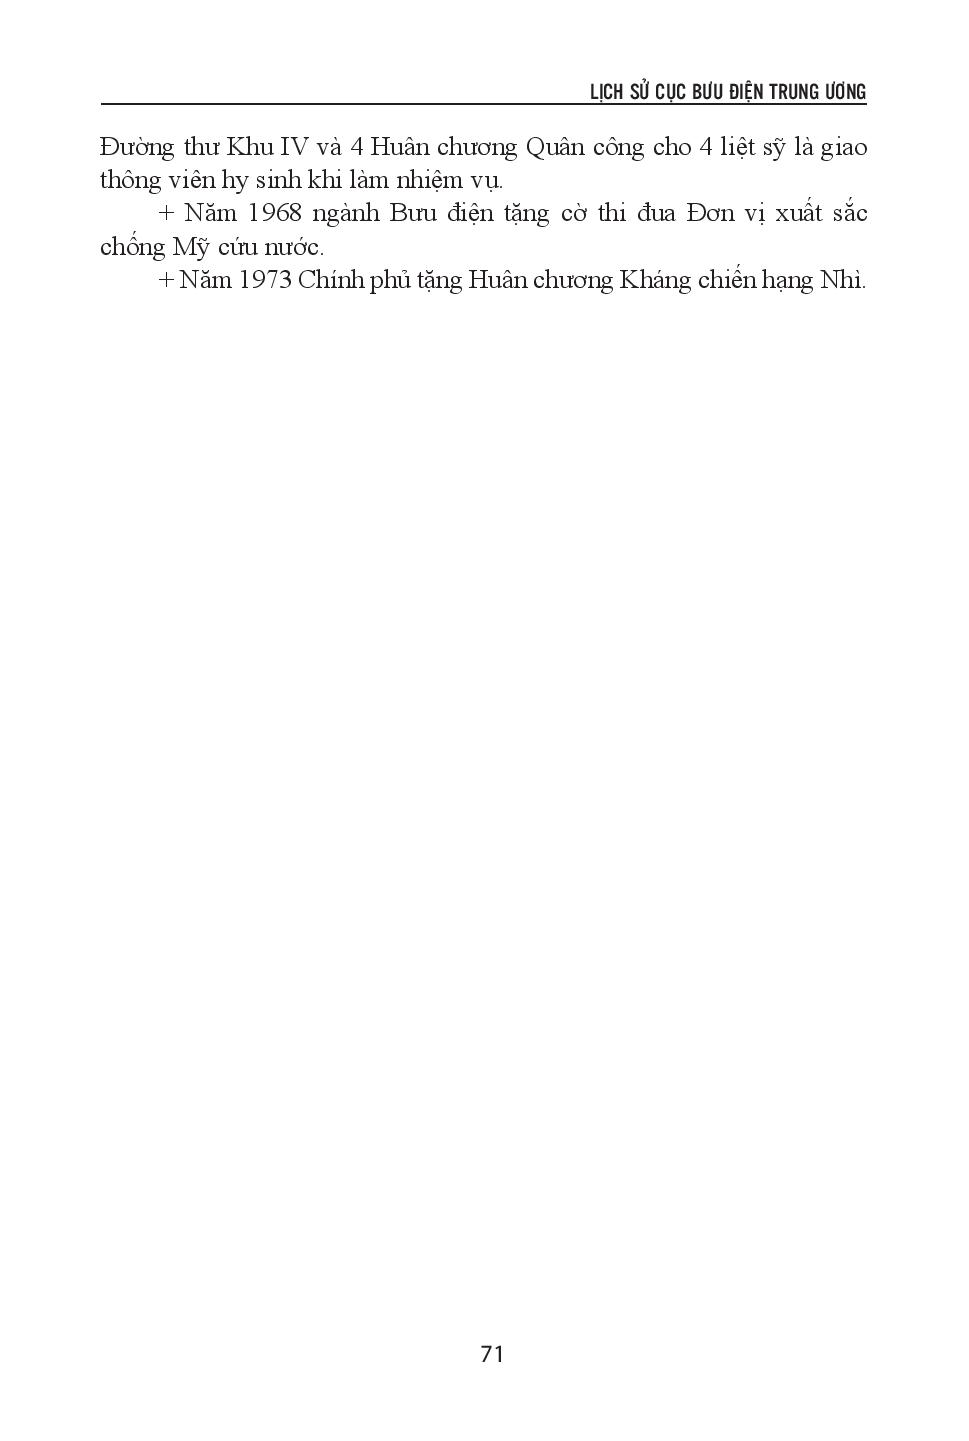 LỊCH SỬ CỤC BƯU ĐIỆN TRUNG ƯƠNG
Đường thư Khu IV và 4 Huân chương Quân công cho 4 liệt sỹ là giao
thông viên hy sinh khi làm nhiệm vụ.
+ Năm 1968 ngành Bưu điện tặng cờ thi đua Đơn vị xuất sắc
chống Mỹ cứu nước.
+ Năm 1973 Chính phủ tặng Huân chương Kháng chiến hạng Nhì.
71